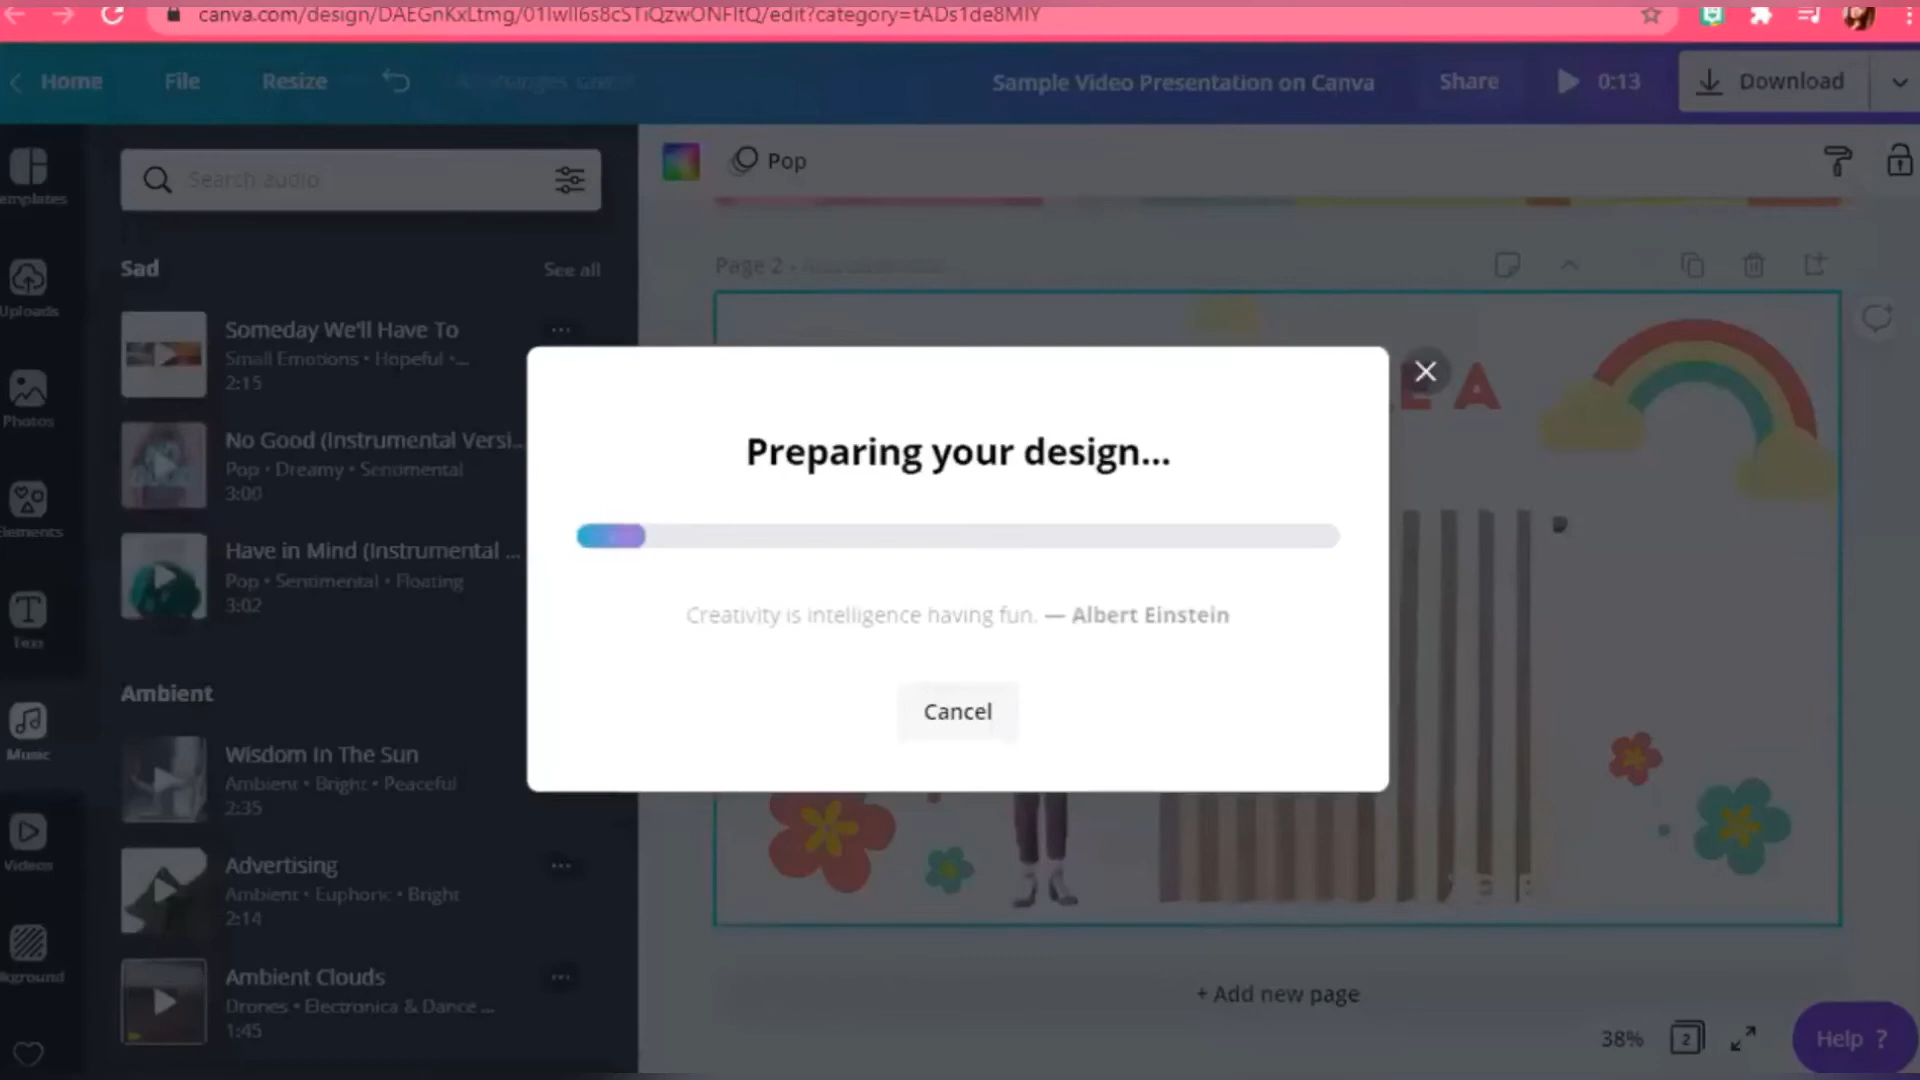 canva.com/design/DAEGnKxLtmg/01IwII6s8cSTiQzwONFItQ/edit?category=tADs1de8MIY
Home
File
Resize
Sample Video Presentation on Canva
Share
0:13
Download
emplates
Uploads
Photos
Elements
Text
Music
Videos
kground
Search audio
Sad
See all
Someday We'll Have To
Small Emotions • Hopeful •...
2:15
No Good (Instrumental Versi...
Pop • Dreamy • Sentimental
3:00
Have in Mind (Instrumental ...
Pop • Sentimental • Floating
3:02
Ambient
Wisdom In The Sun
Ambient • Bright • Peaceful
2:35
Advertising
Ambient • Euphoric • Bright
2:14
Ambient Clouds
Drones • Electronica & Dance ...
1:45
Pop
Page 2 -
E A
Preparing your design...
Creativity is intelligence having fun. — Albert Einstein
Cancel
+ Add new page
38%
2
Help ?